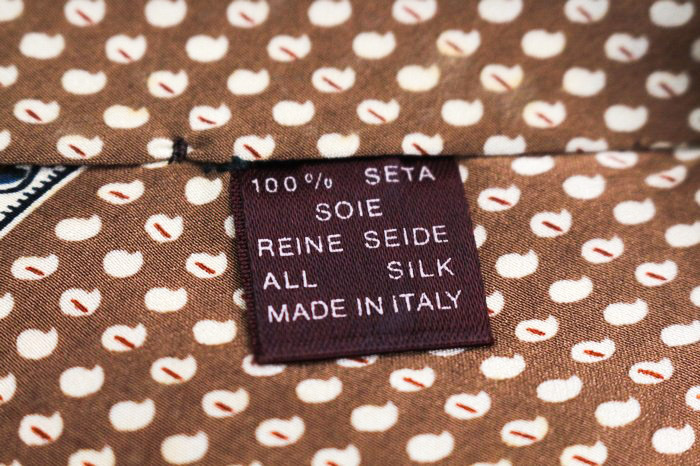 100% SETA
SOIE
REINE SEIDE
ALL SILK
MADE IN ITALY